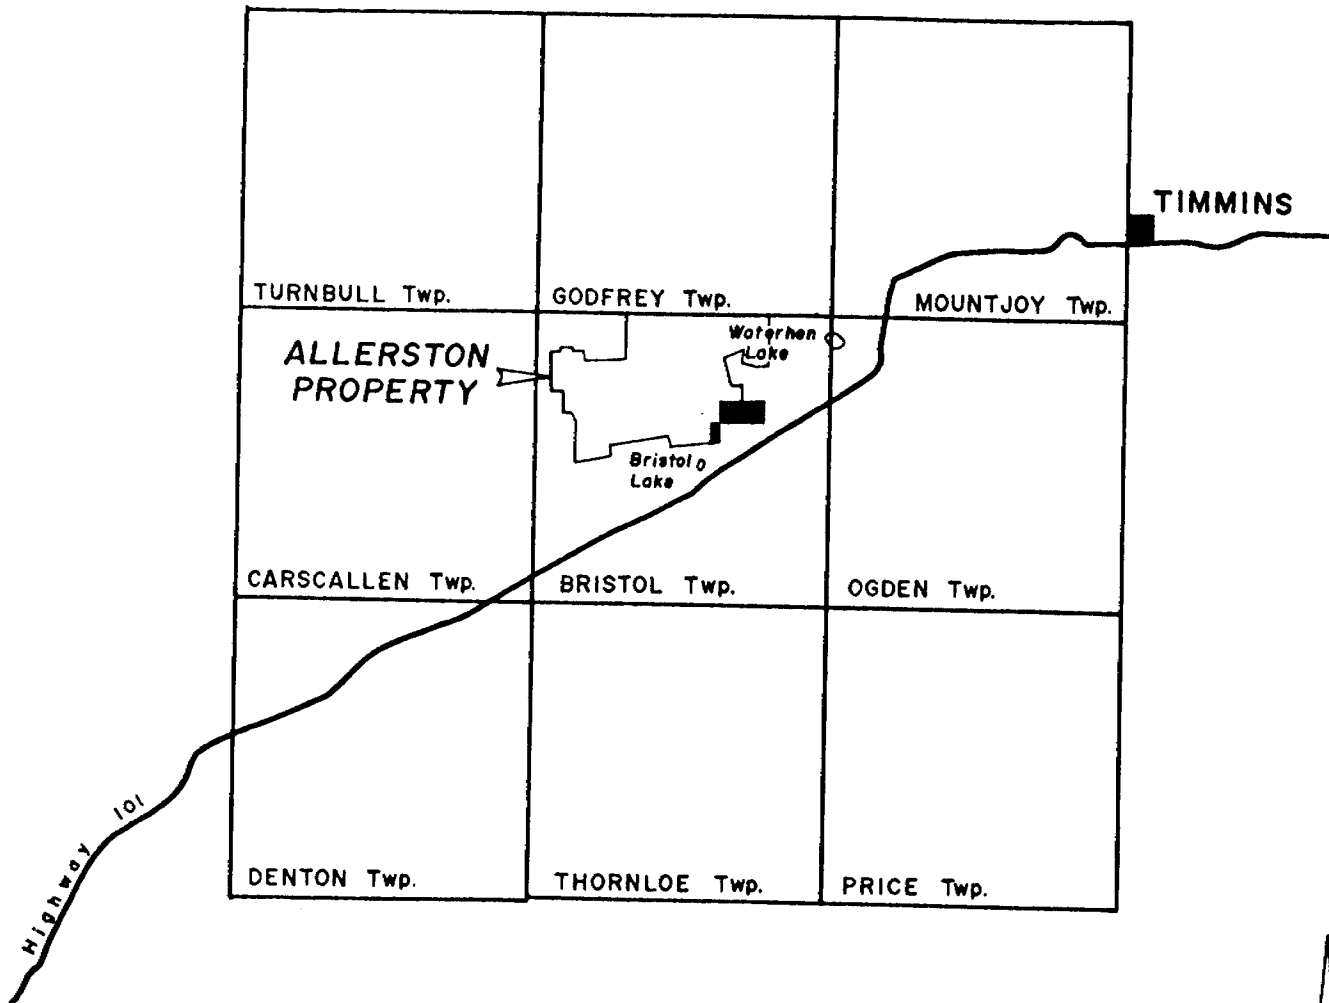 TIMMINS
TURNBULL Twp.
GODFREY Twp.
MOUNTJOY Twp.
Waterhen
Lake
ALLERSTON
PROPERTY
Bristol
Lake
CARSCALLEN Twp.
BRISTOL Twp.
OGDEN Twp.
Highway 101
DENTON Twp.
THORNLOE Twp.
PRICE Twp.